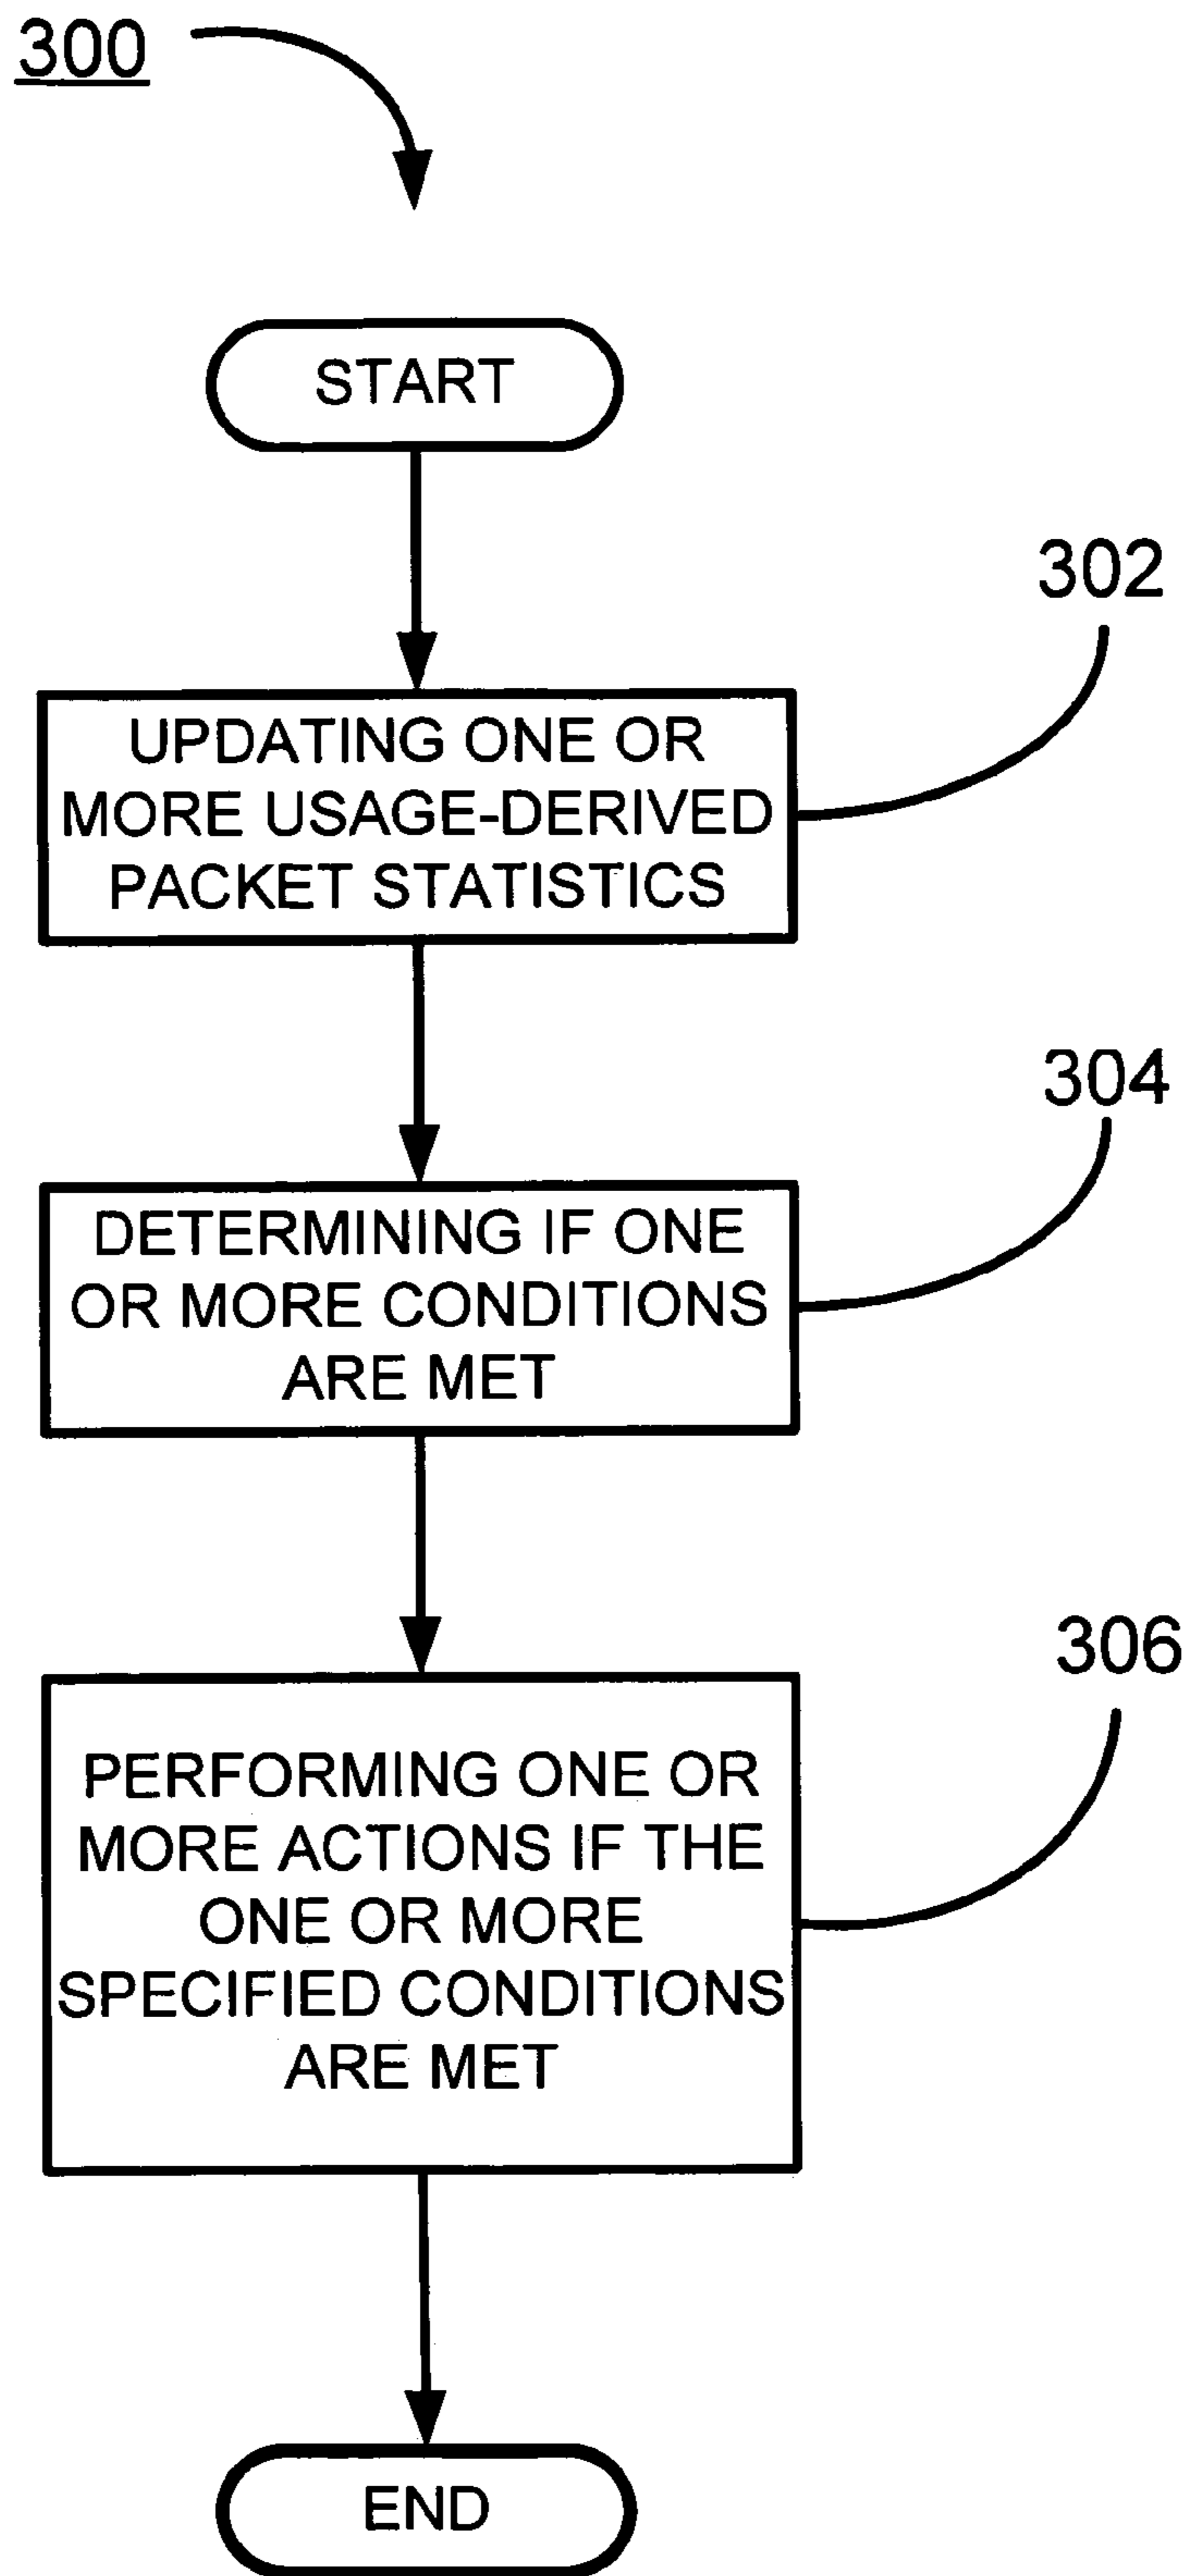 300
START
302
UPDATING ONE OR
MORE USAGE-DERIVED
PACKET STATISTICS
304
DETERMINING IF ONE
OR MORE CONDITIONS
ARE MET
306
PERFORMING ONE OR
MORE ACTIONS IF THE
ONE OR MORE
SPECIFIED CONDITIONS
ARE MET
END